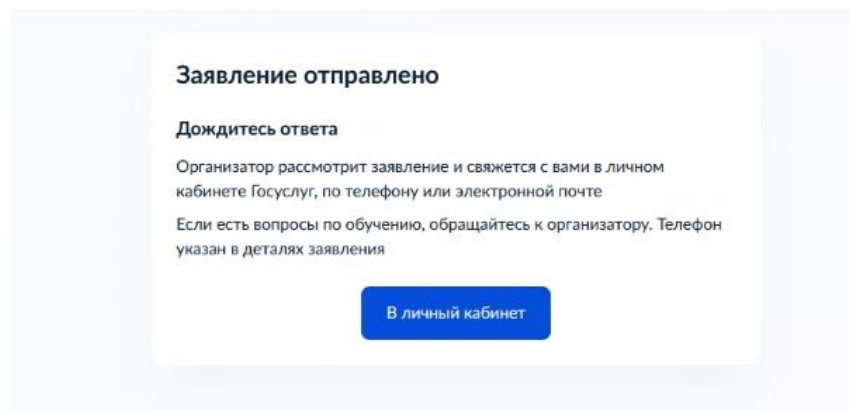 Заявление отправлено
Дождитесь ответа
Организатор рассмотрит заявление и свяжется с вами в личном
кабинете Госуслуг, по телефону или электронной почте
Если есть вопросы по обучению, обращайтесь к организатору. Телефон
указан в деталях заявления
В личный кабинет